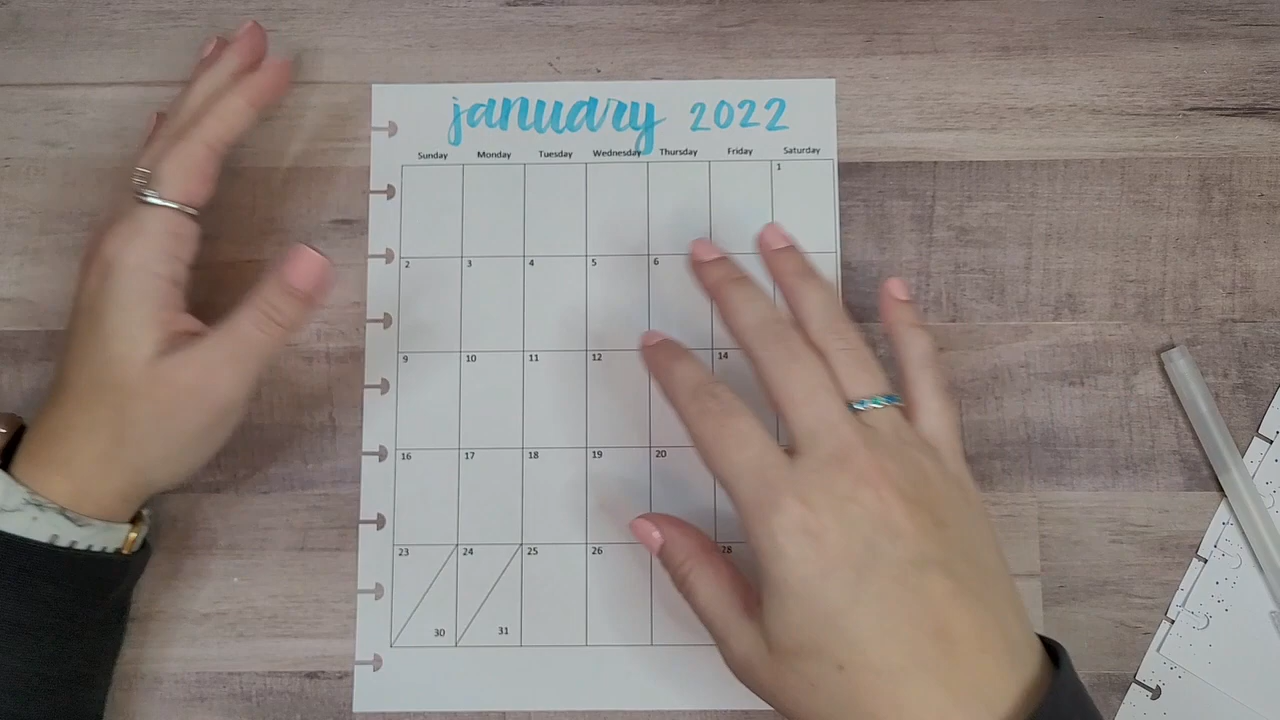 january 2022
Sunday Monday Tuesday Wednesday Thursday Friday Saturday
1
2 3 4 5 6
9 10 11 12 14
16 17 18 19 20
23 24 25 26 28
30 31